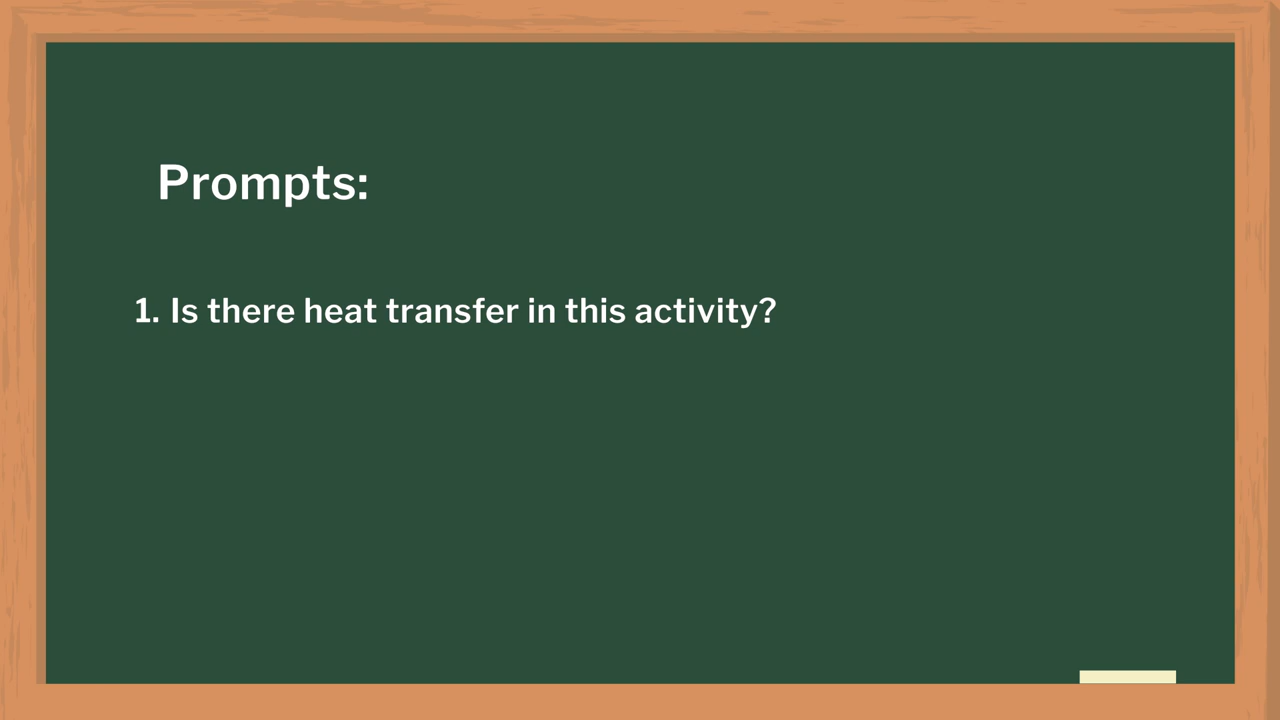 Prompts:
1. Is there heat transfer in this activity?